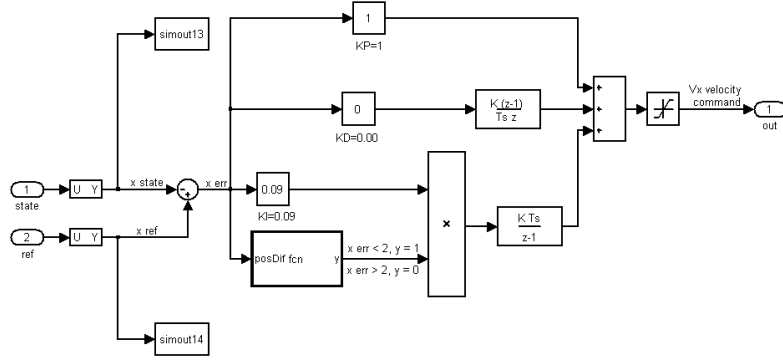 simout13
1
KP=1
0
KD=0.00
K (z-1)
Ts z
+
+
+
Vx velocity
command
1
out
1
state
U Y
x state
-
+
x err
0.09
KI=0.09
×
K Ts
z-1
2
ref
U Y
x ref
posDif fcn y
x err < 2, y = 1
x err > 2, y = 0
simout14